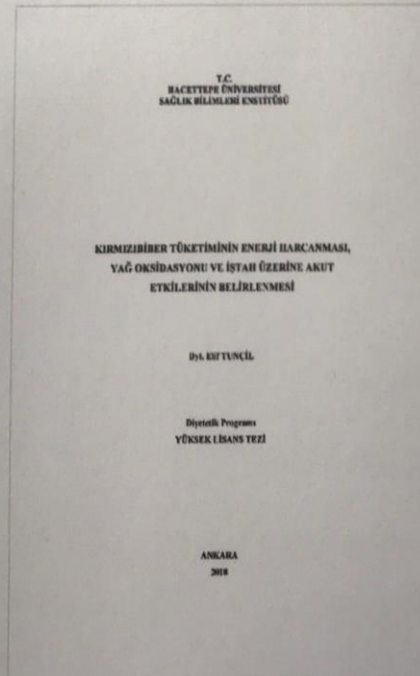 T.C.
HACETTEPE ÜNİVERSİTESİ
SAĞLIK BİLİMLERİ ENSTİTÜSÜ
KIRMIZIBİBER TÜKETİMİNİN ENERJİ HARCANMASI,
YAĞ OKSİDASYONU VE İŞTAH ÜZERİNE AKUT
ETKİLERİNİN BELİRLENMESİ
Dyt. Elif TUNÇİL
Diyetetik Programı
YÜKSEK LİSANS TEZİ
ANKARA
2018